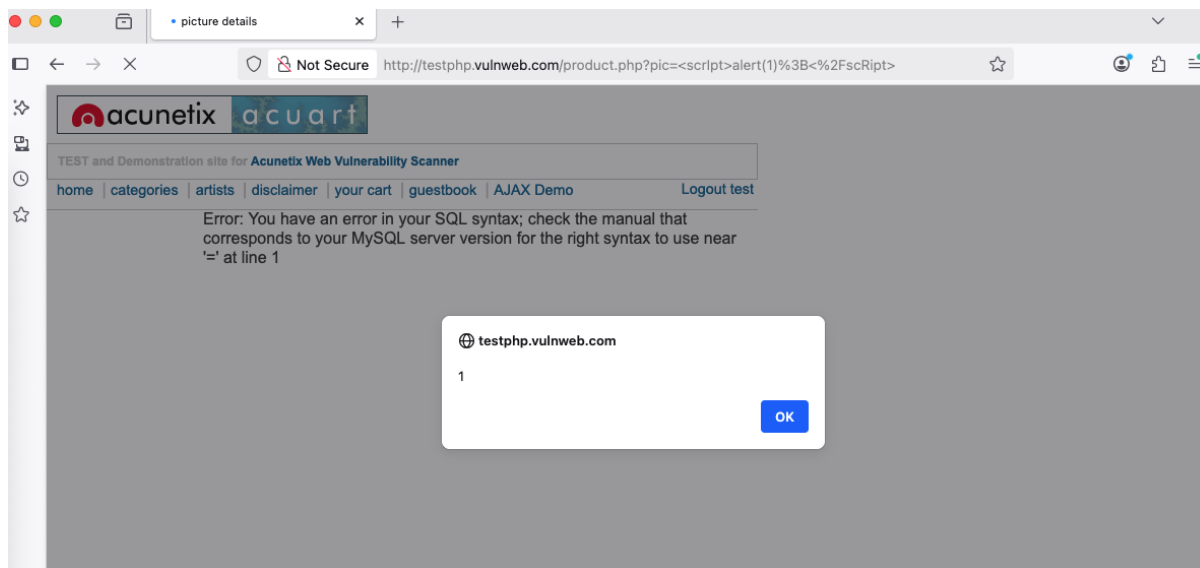 picture details
Not Secure
http://testphp.vulnweb.com/product.php?pic=<scrIpt>alert(1)%3B<%2FscRipt>
acunetix acuart
TEST and Demonstration site for Acunetix Web Vulnerability Scanner
home | categories | artists | disclaimer | your cart | guestbook | AJAX Demo Logout test
Error: You have an error in your SQL syntax; check the manual that
corresponds to your MySQL server version for the right syntax to use near
'=' at line 1
testphp.vulnweb.com
1
OK